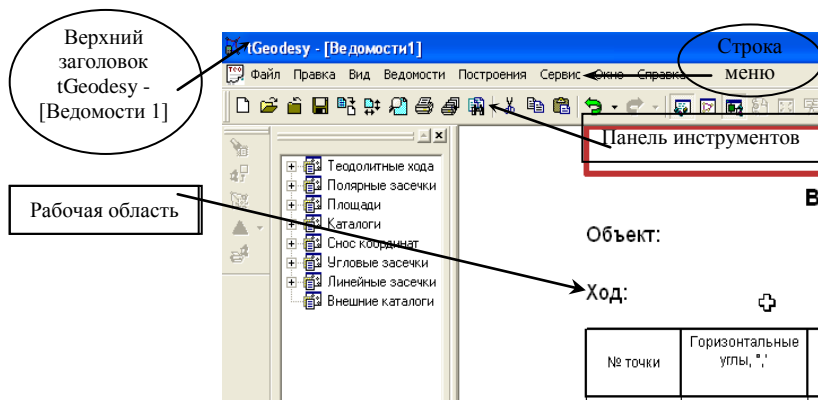 Верхний
заголовок
tGeodesy -
[Ведомости 1]
tGeodesy - [Ведомости1]
Строка
меню
Файл Правка Вид Ведомости Построения Сервис Окно Справка
Панель инструментов
Рабочая область
Теодолитные хода
Полярные засечки
Площади
Каталоги
Снос координат
Угловые засечки
Линейные засечки
Внешние каталоги
В
Объект:
Ход:
№ точки
Горизонтальные
углы, °,'